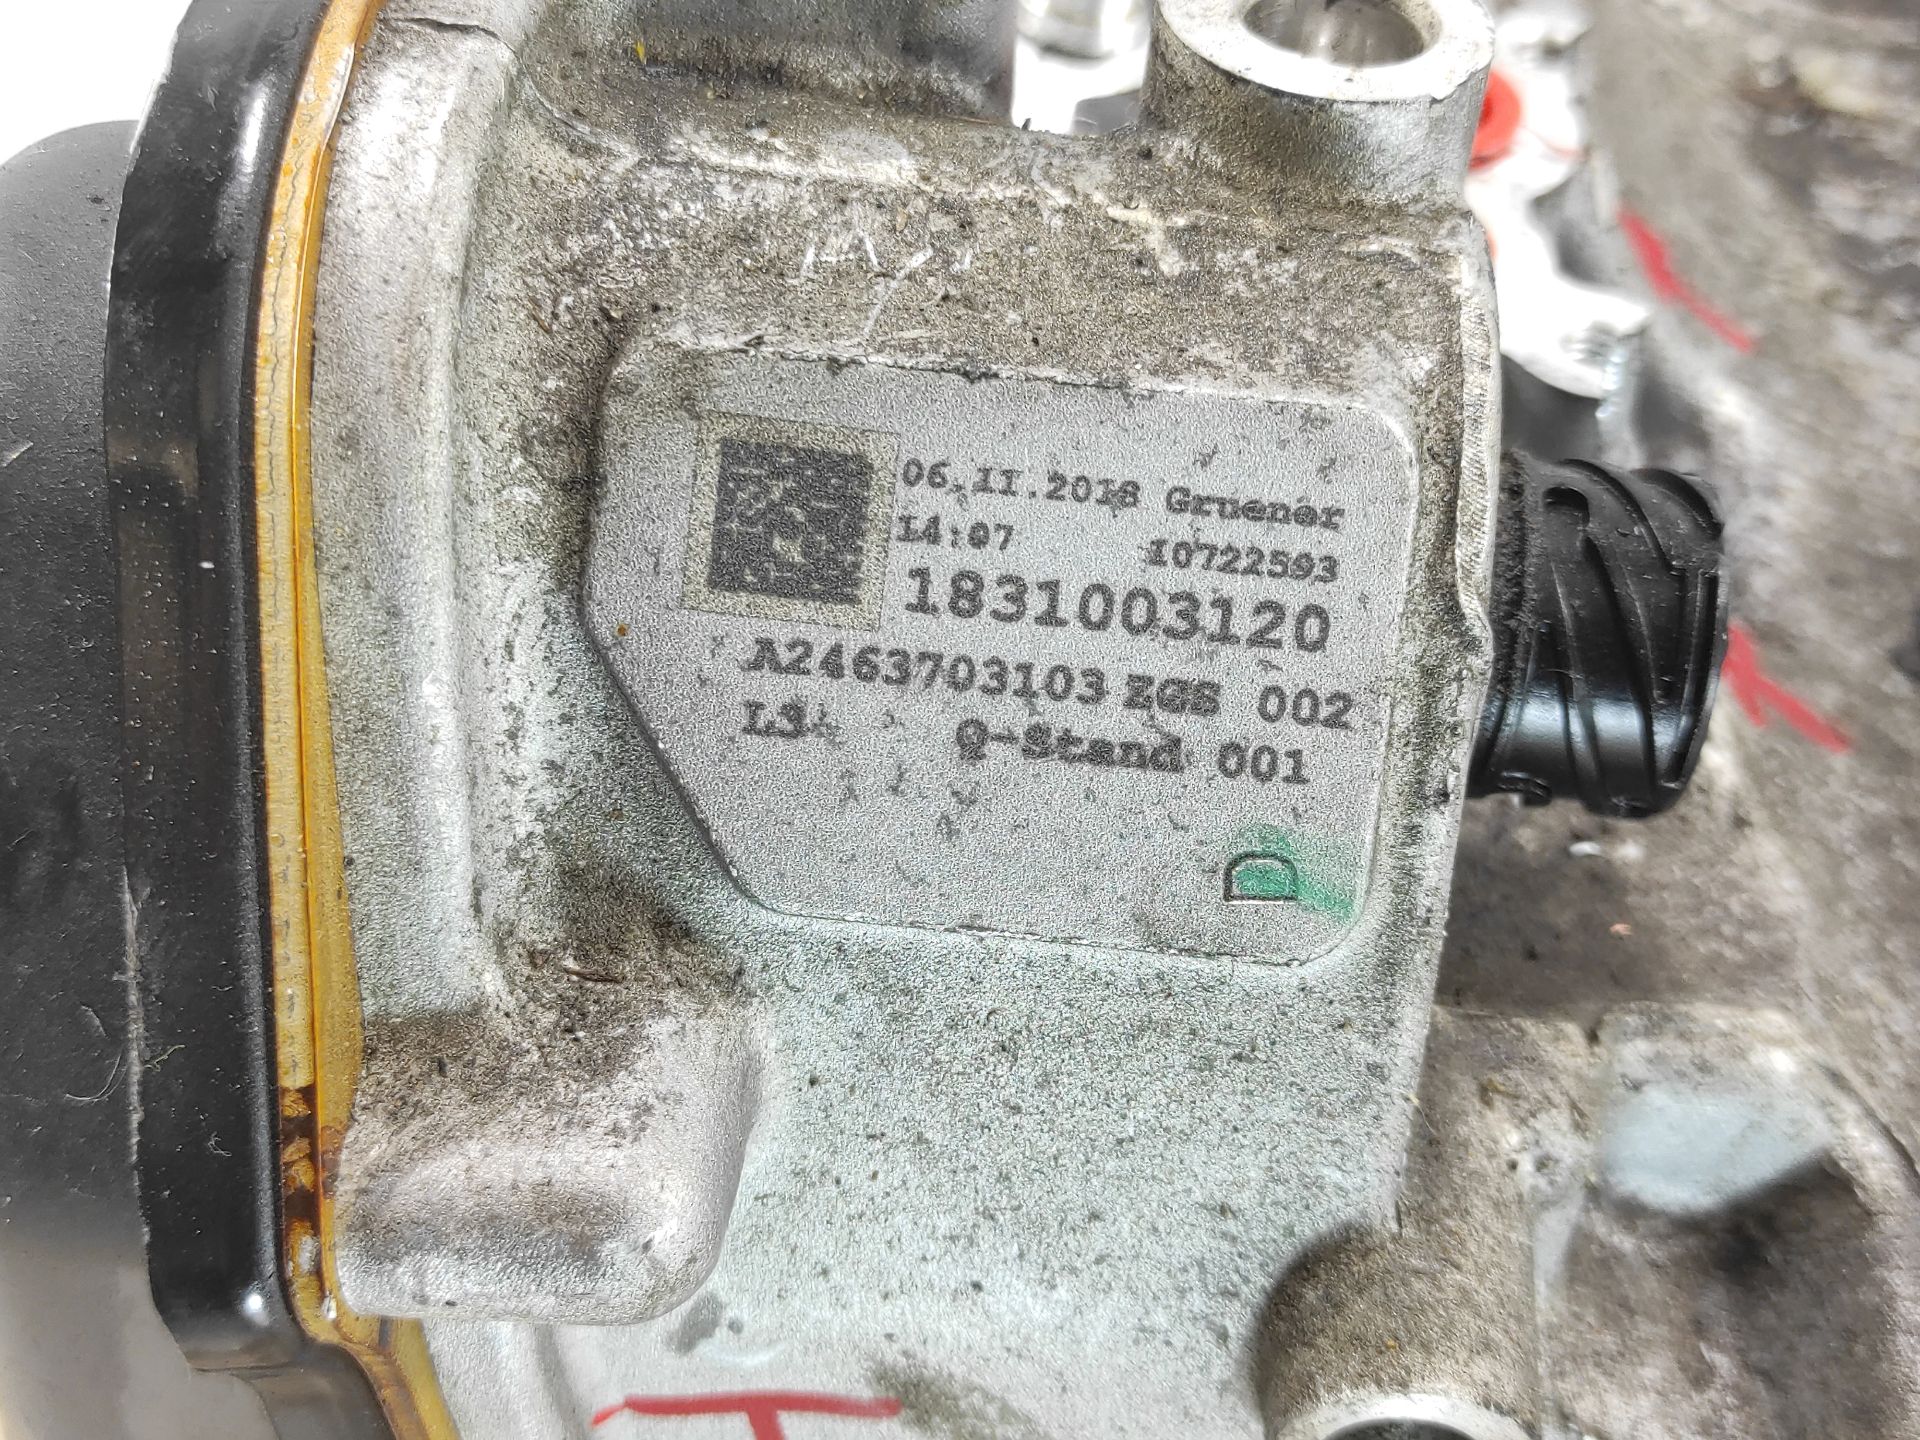 06.11.2018 Gruener
14:07 10722593
1831003120
A2463703103 ZGS 002
L3 Q-Stand 001
D